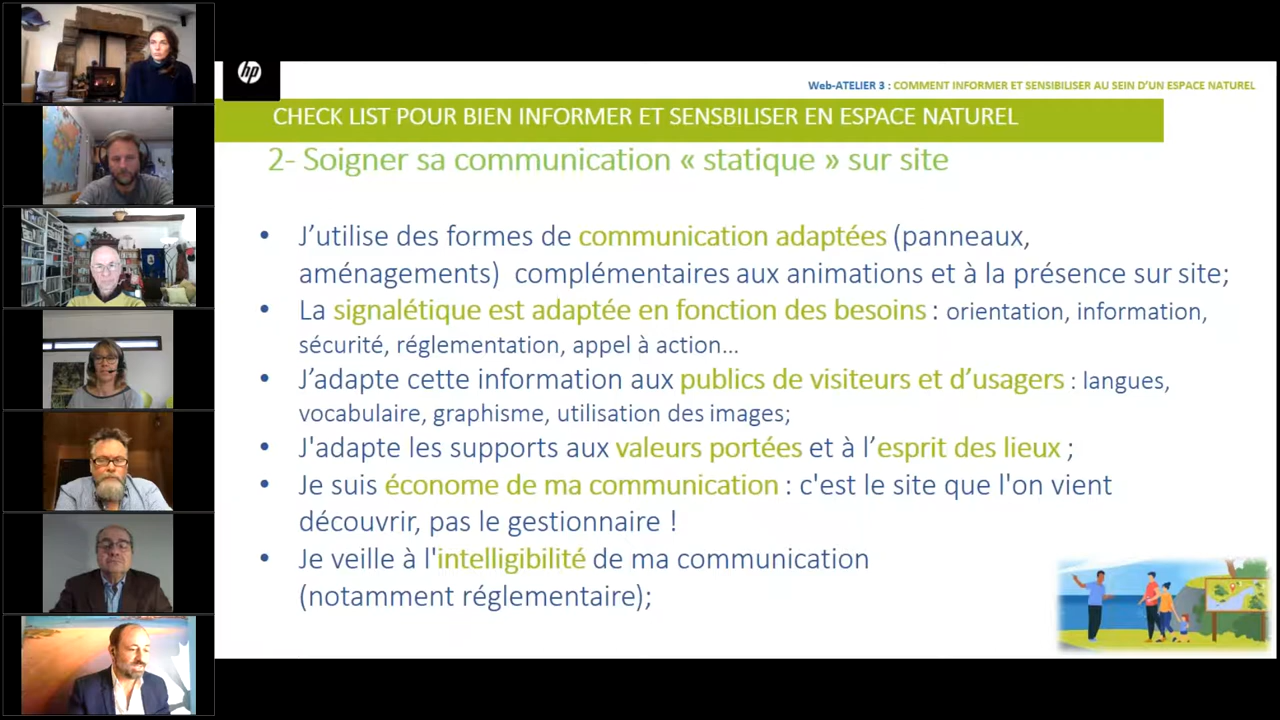 hp
Web-ATELIER 3 : COMMENT INFORMER ET SENSIBILISER AU SEIN D'UN ESPACE NATUREL
CHECK LIST POUR BIEN INFORMER ET SENSBILISER EN ESPACE NATUREL
2- Soigner sa communication « statique » sur site
• J’utilise des formes de communication adaptées (panneaux,
aménagements) complémentaires aux animations et à la présence sur site;
• La signalétique est adaptée en fonction des besoins : orientation, information,
sécurité, réglementation, appel à action…
• J’adapte cette information aux publics de visiteurs et d’usagers : langues,
vocabulaire, graphisme, utilisation des images;
• J'adapte les supports aux valeurs portées et à l’esprit des lieux ;
• Je suis économe de ma communication : c'est le site que l'on vient
découvrir, pas le gestionnaire !
• Je veille à l'intelligibilité de ma communication
(notamment réglementaire);